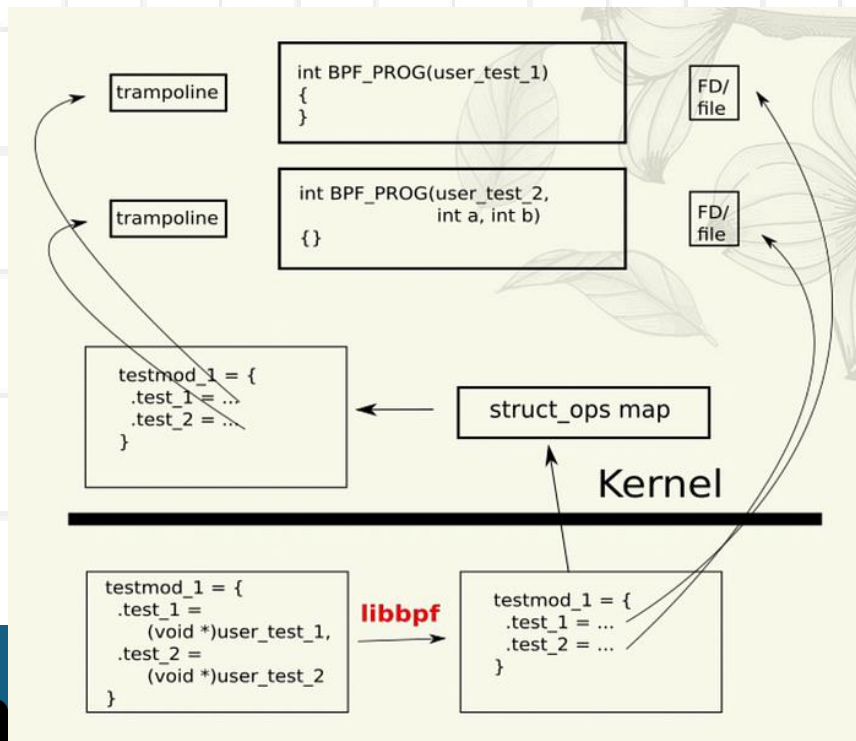 trampoline
int BPF_PROG(user_test_1)
{
}
FD/
file
trampoline
int BPF_PROG(user_test_2,
int a, int b)
{}
FD/
file
testmod_1 = {
.test_1 = ...
.test_2 = ...
}
struct_ops map
Kernel
testmod_1 = {
.test_1 =
(void *)user_test_1,
.test_2 =
(void *)user_test_2
}
libbpf
testmod_1 = {
.test_1 = ...
.test_2 = ...
}